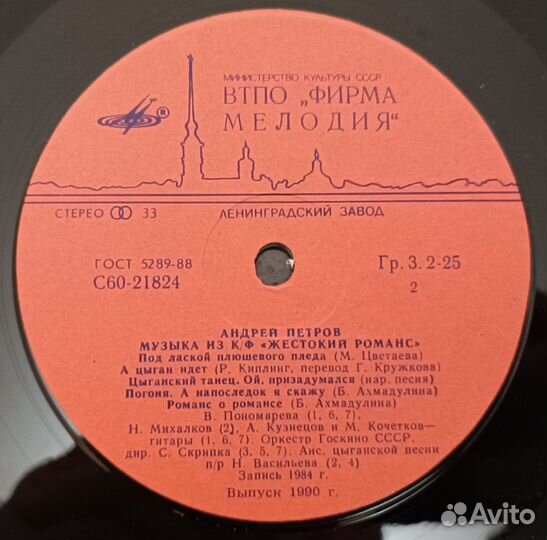 МИНИСТЕРСТВО КУЛЬТУРЫ СССР
ВТПО „ФИРМА
МЕЛОДИЯ“
®
СТЕРЕО 33 ЛЕНИНГРАДСКИЙ ЗАВОД
ГОСТ 5289-88 Гр. 3. 2-25
С60-21824 2
АНДРЕЙ ПЕТРОВ
МУЗЫКА ИЗ К/Ф «ЖЕСТОКИЙ РОМАНС»
Под лаской плюшевого пледа (М. Цветаева)
А цыган идет (Р. Киплинг, перевод Г. Кружкова)
Цыганский танец. Ой, призадумался (нар. песня)
Погоня. А напоследок я скажу (Б. Ахмадулина)
Романс о романсе (Б. Ахмадулина)
В. Пономарева (1, 6, 7).
Н. Михалков (2), А. Кузнецов и М. Кочетков—
гитары (1, 6, 7). Оркестр Госкино СССР,
дир. С. Скрипка (3, 5, 7). Анс. цыганской песни
п/р Н. Васильева (2, 4)
Запись 1984 г.
Выпуск 1990 г.
Avito